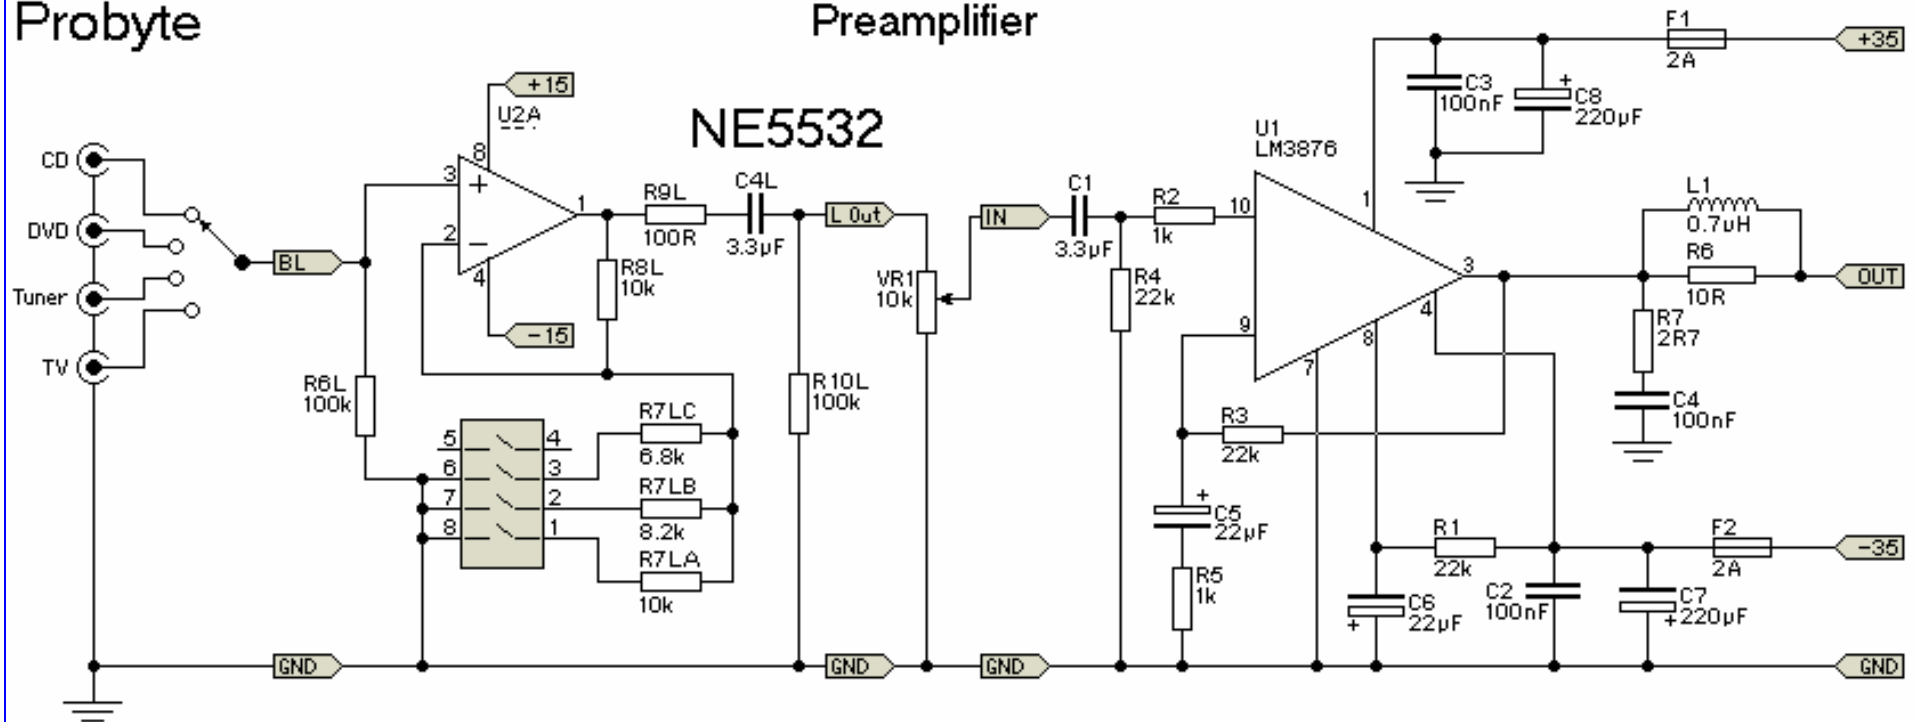 Probyte
Preamplifier
NE5532
CD
DVD
Tuner
TV
BL
R6L
100k
+15
U2A
8
3
+
2
−
1
4
−15
R9L
100R
C4L
3.3µF
L Out
R8L
10k
R10L
100k
5
4
6
3
7
2
8
1
R7LC
6.8k
R7LB
8.2k
R7LA
10k
VR1
10k
IN
C1
3.3µF
R2
1k
R4
22k
U1
LM3876
10
9
1
3
4
8
7
R3
22k
C5
22µF
+
R5
1k
C3
100nF
C8
220µF
+
F1
2A
+35
L1
0.7uH
R6
10R
OUT
R7
2R7
C4
100nF
R1
22k
F2
2A
−35
C6
22µF
+
C2
100nF
C7
+220µF
GND
GND
GND
GND